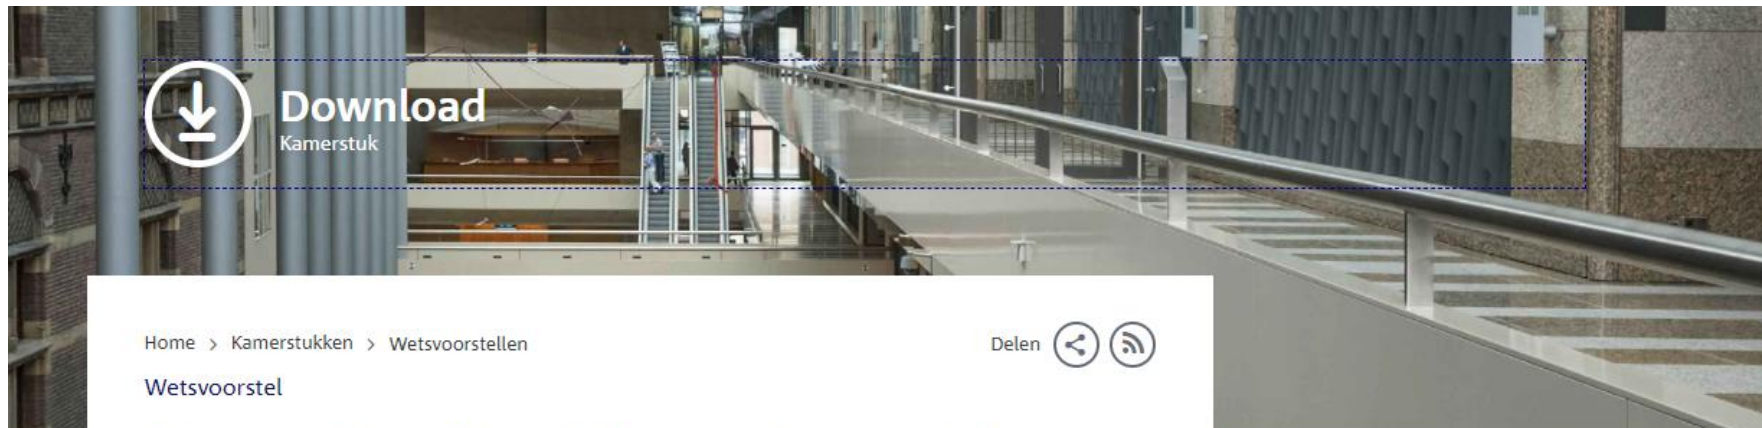 Download
Kamerstuk
Home > Kamerstukken > Wetsvoorstellen
Delen
Wetsvoorstel